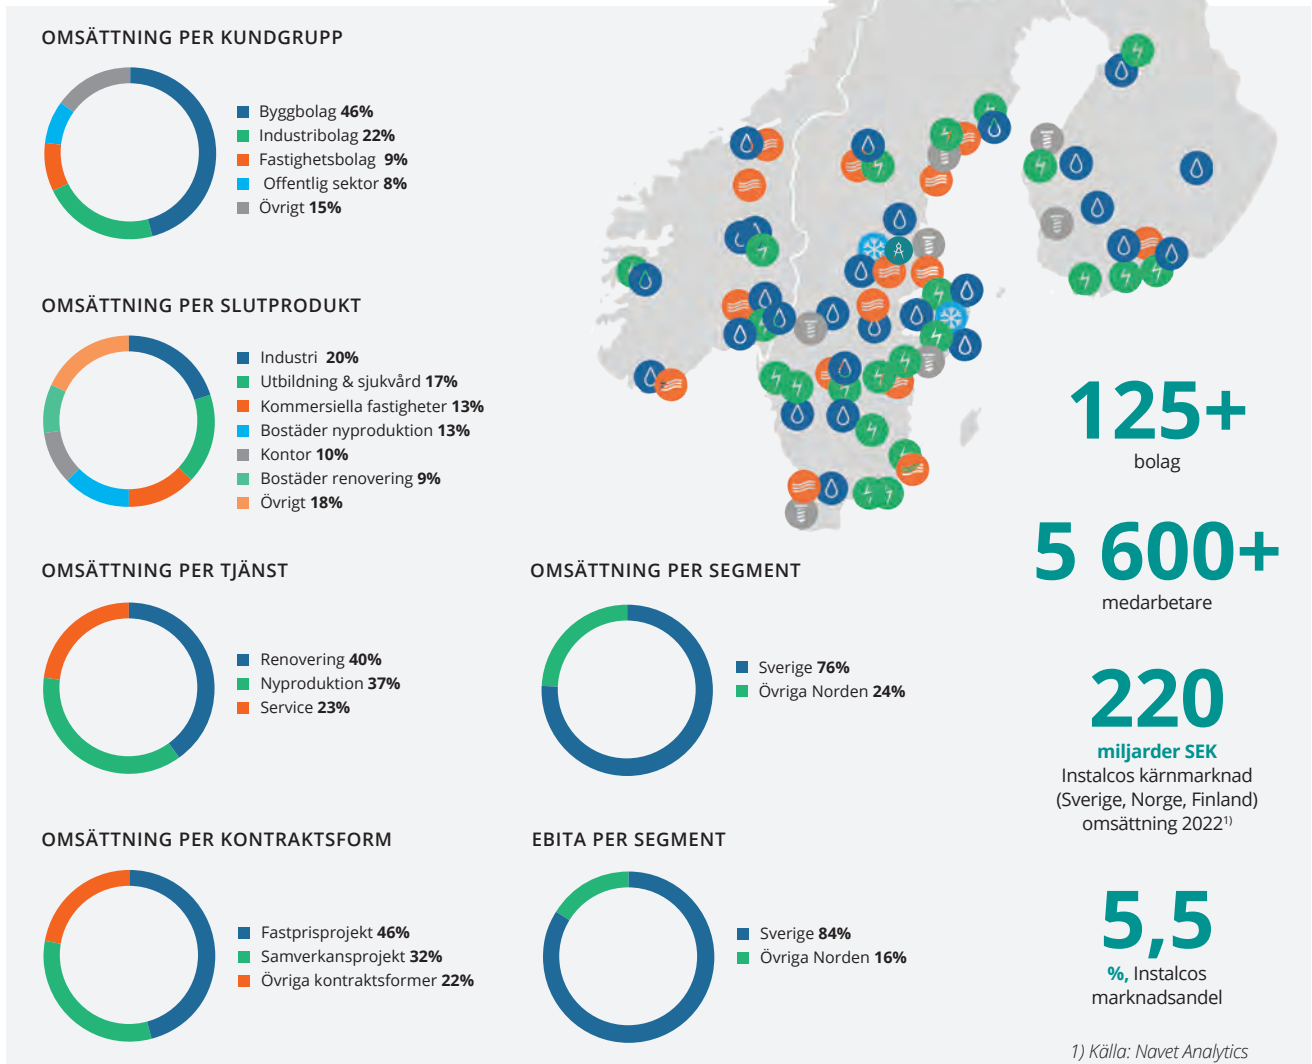 OMSÄTTNING PER KUNDGRUPP
Byggbolag 46%
Industribolag 22%
Fastighetsbolag 9%
Offentlig sektor 8%
Övrigt 15%
OMSÄTTNING PER SLUTPRODUKT
Industri 20%
Utbildning & sjukvård 17%
Kommersiella fastigheter 13%
Bostäder nyproduktion 13%
Kontor 10%
Bostäder renovering 9%
Övrigt 18%
OMSÄTTNING PER TJÄNST
Renovering 40%
Nyproduktion 37%
Service 23%
OMSÄTTNING PER SEGMENT
Sverige 76%
Övriga Norden 24%
OMSÄTTNING PER KONTRAKTSFORM
Fastprisprojekt 46%
Samverkansprojekt 32%
Övriga kontraktsformer 22%
EBITA PER SEGMENT
Sverige 84%
Övriga Norden 16%
125+
bolag
5 600+
medarbetare
220
miljarder SEK
Instalcos kärnmarknad
(Sverige, Norge, Finland)
omsättning 2022¹⁾
5,5
%, Instalcos
marknadsandel
1) Källa: Navet Analytics